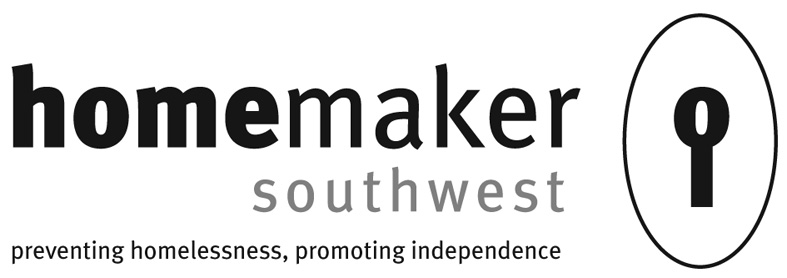 homemaker
southwest
preventing homelessness, promoting independence